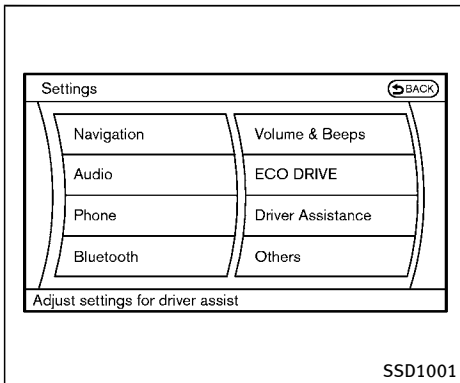 Settings
BACK
Navigation
Volume & Beeps
Audio
ECO DRIVE
Phone
Driver Assistance
Bluetooth
Others
Adjust settings for driver assist
SSD1001